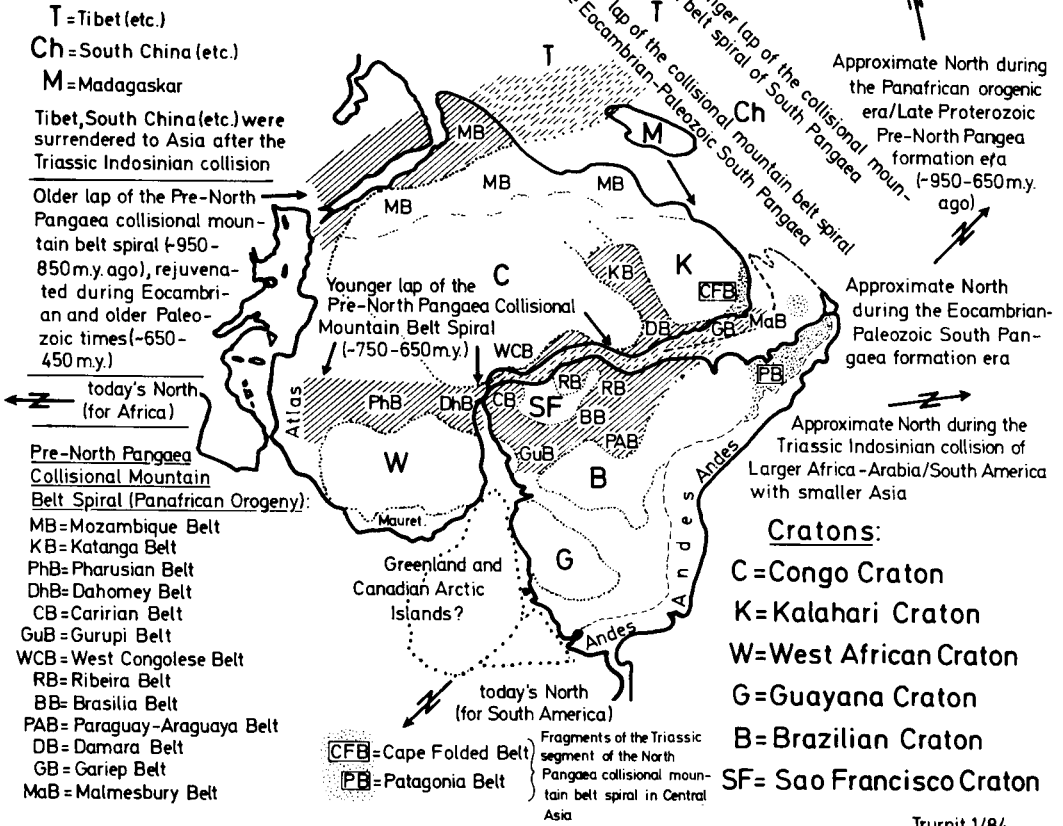 T=Tibet(etc.)
Ch=South China(etc.)
M=Madagaskar
Tibet,South China(etc.) were
surrendered to Asia after the
Triassic Indosinian collision
Older lap of the Pre-North
Pangaea collisional moun-
tain belt spiral (~950-
850m.y. ago), rejuvena-
ted during Eocambri-
an and older Paleo-
zoic times(~650-
450m.y.)
today's North
(for Africa)
Pre-North Pangaea
Collisional Mountain
Belt Spiral (Panafrican Orogeny):
MB=Mozambique Belt
KB=Katanga Belt
PhB=Pharusian Belt
DhB=Dahomey Belt
CB=Caririan Belt
GuB=Gurupi Belt
WCB=West Congolese Belt
RB=Ribeira Belt
BB=Brasilia Belt
PAB=Paraguay-Araguaya Belt
DB=Damara Belt
GB=Gariep Belt
MaB=Malmesbury Belt
T
T
Ch
M
nger lap of the collisional moun-
belt spiral of South Pangaea
lap of the collisional mountain belt spiral
Eocambrian-Paleozoic South Pangaea
MB
MB
MB
MB
C
KB
K
CFB
DB
GB
MaB
Younger lap of the
Pre-North Pangaea Collisional
Mountain Belt Spiral
(~750-650m.y.)
WCB
Atlas
PhB
DhB
CB
SF
RB
RB
BB
PAB
GuB
PB
W
B
Mauret.
G
Andes
Andes
Andes
Greenland and
Canadian Arctic
Islands?
today's North
(for South America)
CFB=Cape Folded Belt
PB=Patagonia Belt
Fragments of the Triassic
segment of the North
Pangaea collisional moun-
tain belt spiral in Central
Asia
Approximate North during
the Panafrican orogenic
era/Late Proterozoic
Pre-North Pangea
formation era
(~950-650m.y.
ago)
N
Approximate North
during the Eocambrian-
Paleozoic South Pan-
gaea formation era
N
Approximate North during the
Triassic Indosinian collision of
Larger Africa-Arabia/South America
with smaller Asia
Cratons:
C=Congo Craton
K=Kalahari Craton
W=West African Craton
G=Guayana Craton
B=Brazilian Craton
SF=Sao Francisco Craton